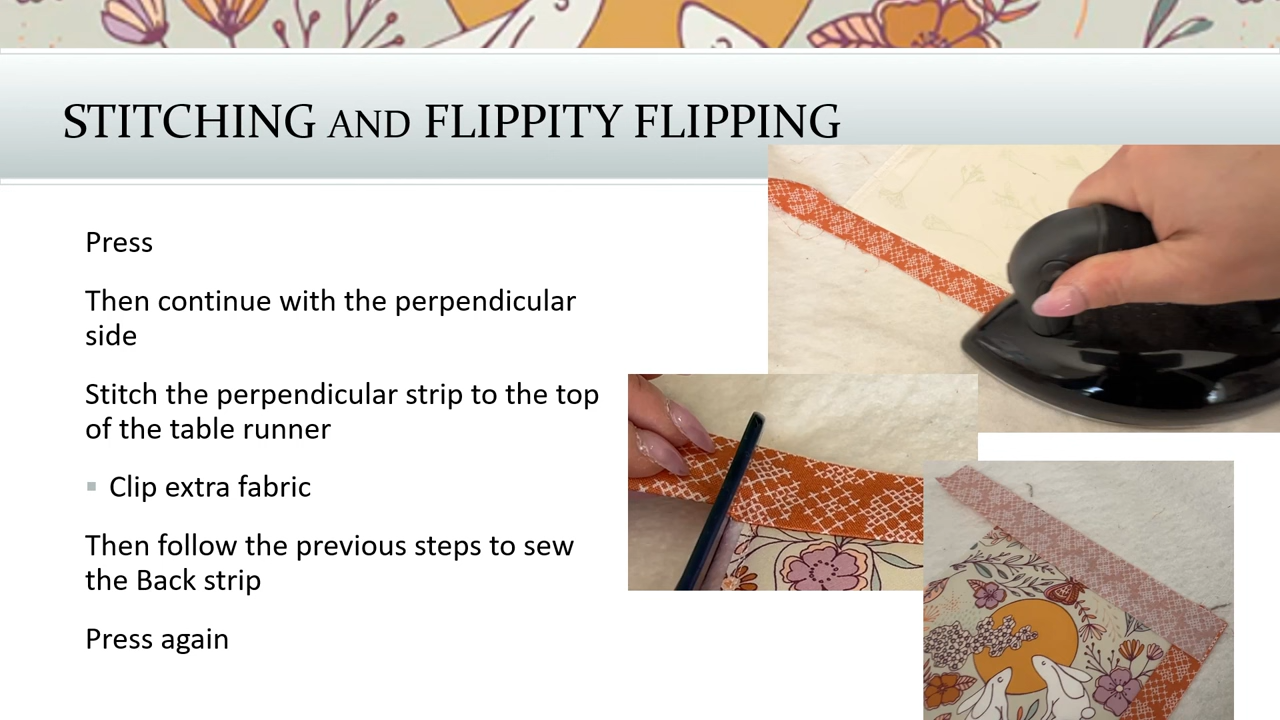 STITCHING AND FLIPPITY FLIPPING
Press
Then continue with the perpendicular
side
Stitch the perpendicular strip to the top
of the table runner
▪ Clip extra fabric
Then follow the previous steps to sew
the Back strip
Press again